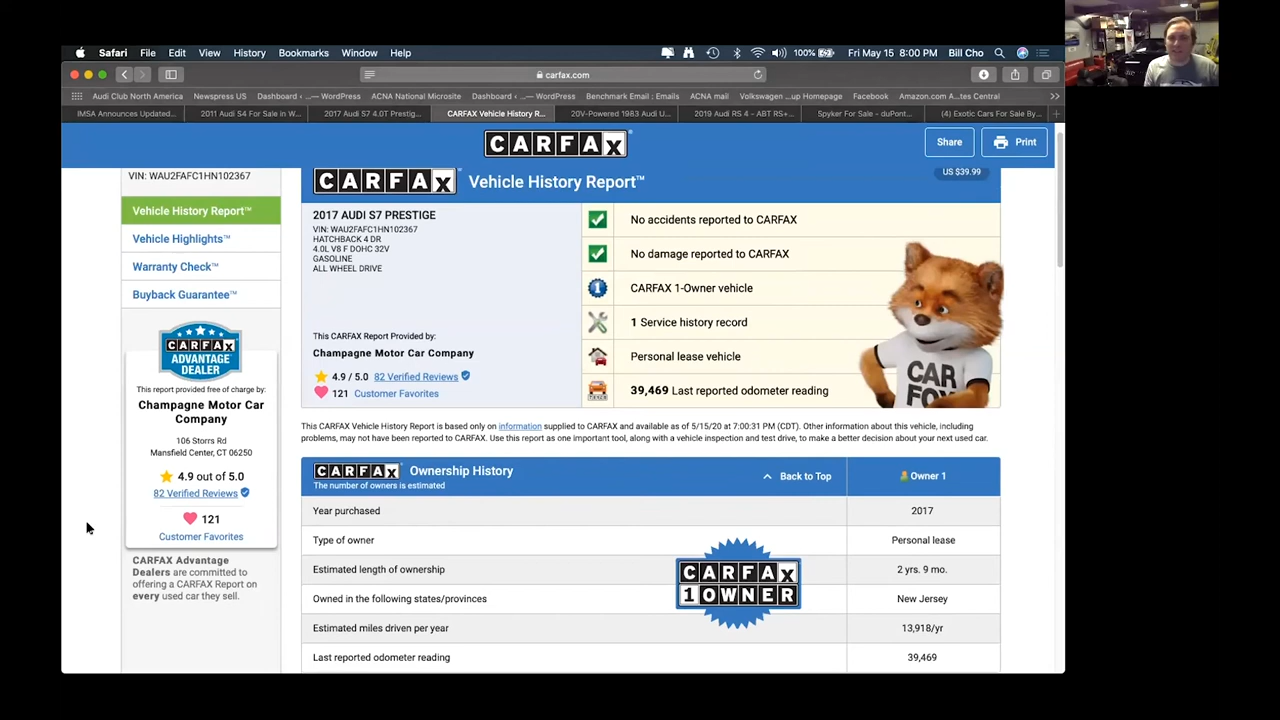 Safari File Edit View History Bookmarks Window Help 100% Fri May 15 8:00 PM Bill Cho
carfax.com
Audi Club North America Newspress US Dashboard ‹ ...— WordPress ACNA National Microsite Dashboard ‹ ...— WordPress Benchmark Email : Emails ACNA mail Volkswagen ...up Homepage Facebook Amazon.com A...tes Central >>
IMSA Announces Updated... 2011 Audi S4 For Sale in W... 2017 Audi S7 4.0T Prestig... CARFAX Vehicle History R... 20V-Powered 1983 Audi U... 2019 Audi RS 4 – ABT RS+... Spyker For Sale - duPont... (4) Exotic Cars For Sale By...
CARFAX
Share
Print
VIN: WAU2FAFC1HN102367
Vehicle History Report™
Vehicle Highlights™
Warranty Check™
Buyback Guarantee™
CARFAX
ADVANTAGE
DEALER
This report provided free of charge by:
Champagne Motor Car
Company
106 Storrs Rd
Mansfield Center, CT 06250
4.9 out of 5.0
82 Verified Reviews
121
Customer Favorites
CARFAX Advantage
Dealers are committed to
offering a CARFAX Report on
every used car they sell.
CARFAX Vehicle History Report™
US $39.99
2017 AUDI S7 PRESTIGE
VIN: WAU2FAFC1HN102367
HATCHBACK 4 DR
4.0L V8 F DOHC 32V
GASOLINE
ALL WHEEL DRIVE
This CARFAX Report Provided by:
Champagne Motor Car Company
4.9 / 5.0 82 Verified Reviews
121 Customer Favorites
No accidents reported to CARFAX
No damage reported to CARFAX
1 CARFAX 1-Owner vehicle
1 Service history record
Personal lease vehicle
39,469 Last reported odometer reading
CAR
FOX
This CARFAX Vehicle History Report is based only on information supplied to CARFAX and available as of 5/15/20 at 7:00:31 PM (CDT). Other information about this vehicle, including
problems, may not have been reported to CARFAX. Use this report as one important tool, along with a vehicle inspection and test drive, to make a better decision about your next used car.
CARFAX Ownership History
The number of owners is estimated
Back to Top
Owner 1
Year purchased 2017
Type of owner Personal lease
Estimated length of ownership 2 yrs. 9 mo.
Owned in the following states/provinces New Jersey
Estimated miles driven per year 13,918/yr
Last reported odometer reading 39,469
CARFAX
1 OWNER